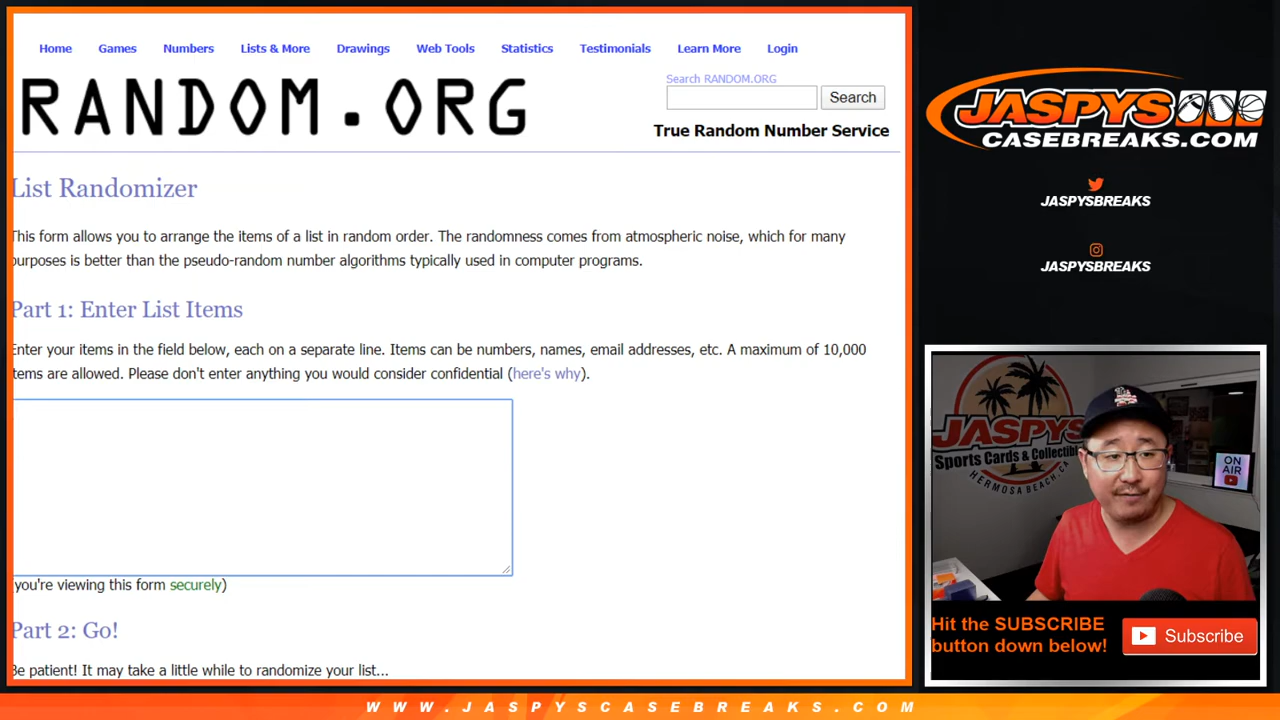 Home Games Numbers Lists & More Drawings Web Tools Statistics Testimonials Learn More Login
RANDOM.ORG
Search RANDOM.ORG
Search
True Random Number Service
List Randomizer
This form allows you to arrange the items of a list in random order. The randomness comes from atmospheric noise, which for many
purposes is better than the pseudo-random number algorithms typically used in computer programs.
Part 1: Enter List Items
Enter your items in the field below, each on a separate line. Items can be numbers, names, email addresses, etc. A maximum of 10,000
items are allowed. Please don't enter anything you would consider confidential (here's why).
you're viewing this form securely)
Part 2: Go!
Be patient! It may take a little while to randomize your list...
JASPYS
CASEBREAKS.COM
JASPYSBREAKS
JASPYSBREAKS
JASPYS
Sports Cards & Collectibl
HERMOSA BEACH, CA
ON
AIR
Hit the SUBSCRIBE
button down below!
Subscribe
WWW.JASPYSCASEBREAKS.COM